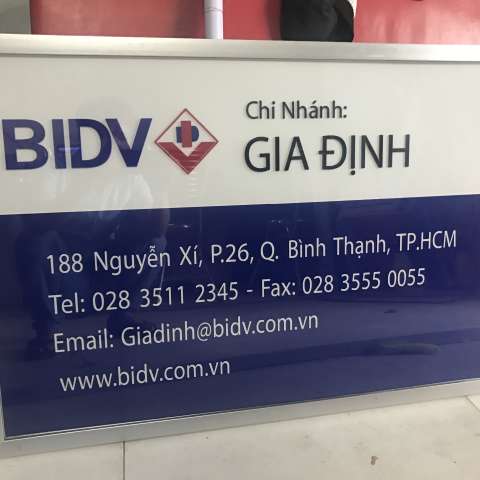 BIDV
Chi Nhánh:
GIA ĐỊNH
188 Nguyễn Xí, P.26, Q. Bình Thạnh, TP.HCM
Tel: 028 3511 2345 - Fax: 028 3555 0055
Email: Giadinh@bidv.com.vn
www.bidv.com.vn